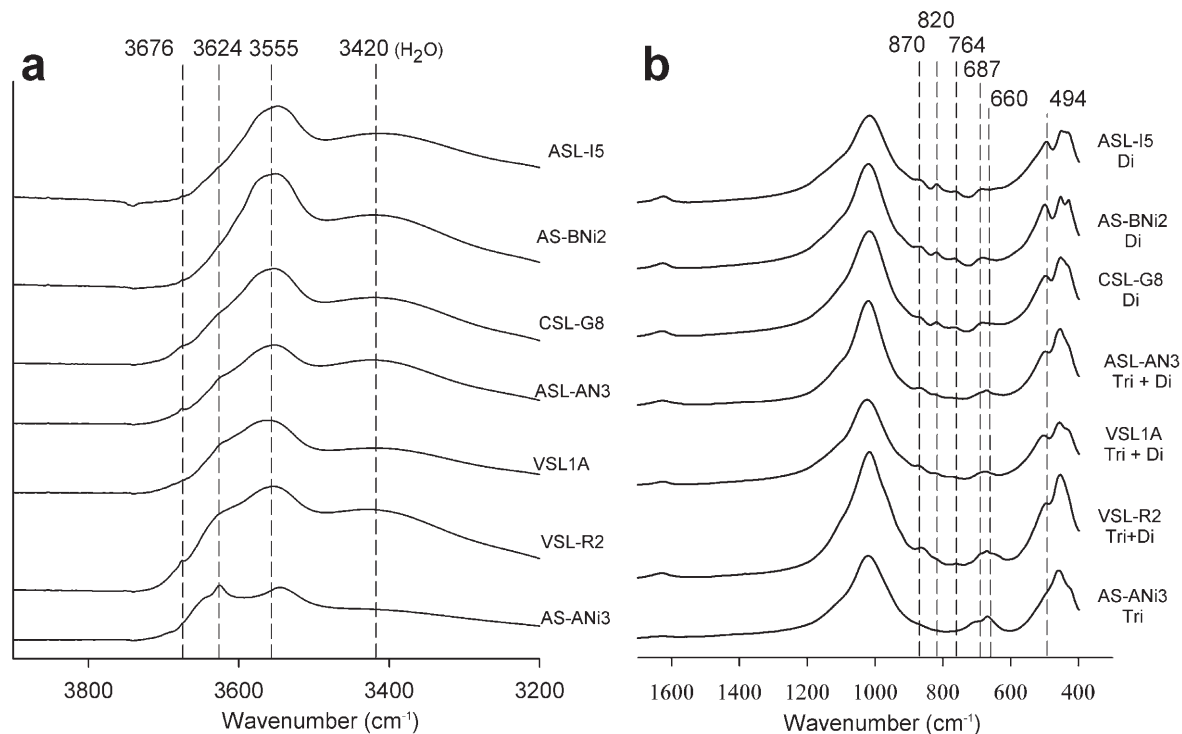 a
3676 3624 3555 3420 (H₂O)
ASL-I5
AS-BNi2
CSL-G8
ASL-AN3
VSL1A
VSL-R2
AS-ANi3
3800 3600 3400 3200
Wavenumber (cm⁻¹)
b
820
870 764
687
660 494
ASL-I5
Di
AS-BNi2
Di
CSL-G8
Di
ASL-AN3
Tri + Di
VSL1A
Tri + Di
VSL-R2
Tri+Di
AS-ANi3
Tri
1600 1400 1200 1000 800 600 400
Wavenumber (cm⁻¹)